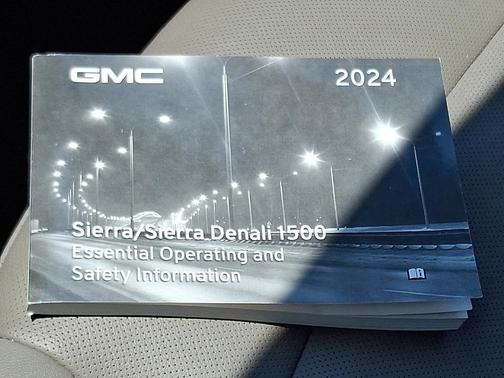 GMC 2024
Sierra/Sierra Denali 1500
Essential Operating and
Safety Information